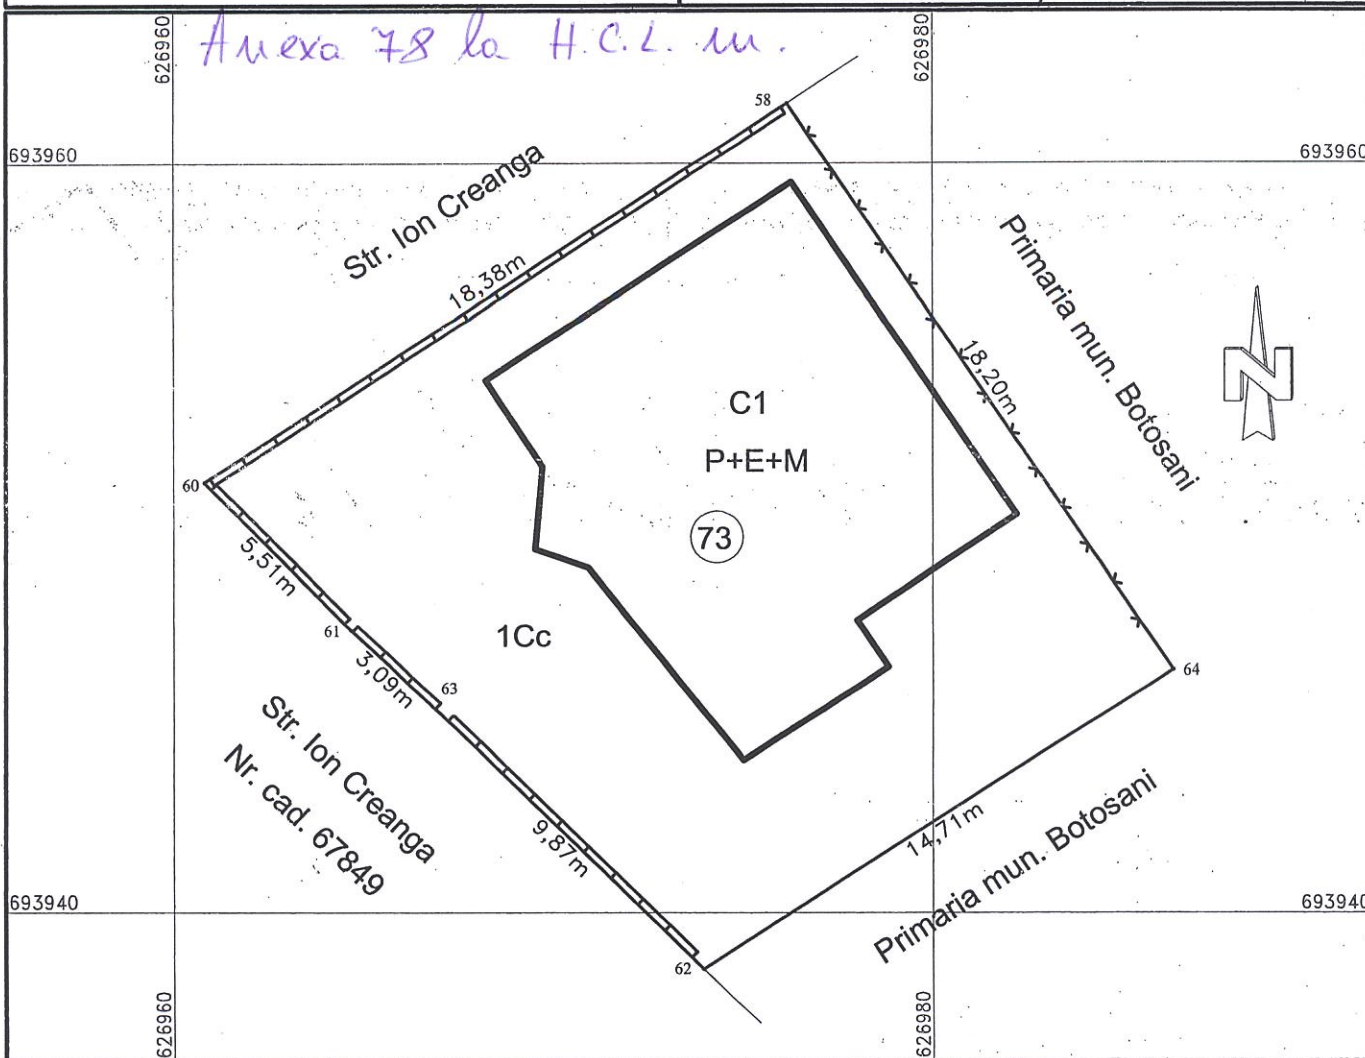 626960
Anexa 78 la H.C.L.
626980
58
693960
693960
Str. Ion Creanga
18,38m
Primaria mun. Botosani
N
18,20m
C1
P+E+M
60
73
5,51m
61
1Cc
3,09m
63
64
Str. Ion Creanga
Nr. cad. 67849
9,87m
14,71m
Primaria mun. Botosani
693940
693940
62
626960
626980